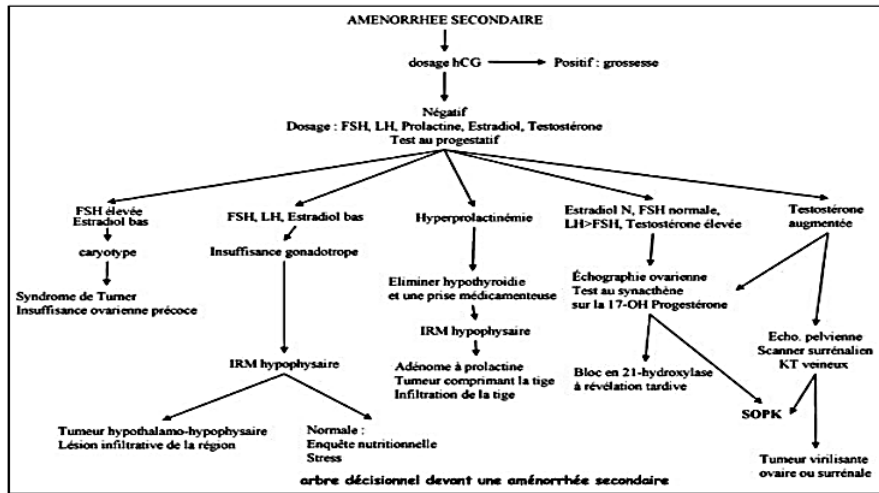 AMENORRHEE SECONDAIRE
dosage hCG
Positif : grossesse
Négatif
Dosage : FSH, LH, Prolactine, Estradiol, Testostérone
Test au progestatif
FSH élevée
Estradiol bas
caryotype
Syndrome de Turner
Insuffisance ovarienne précoce
FSH, LH, Estradiol bas
Insuffisance gonadotrope
IRM hypophysaire
Tumeur hypothalamo-hypophysaire
Lésion infiltrative de la région
Normale :
Enquête nutritionnelle
Stress
Hyperprolactinémie
Eliminer hypothyroidie
et une prise médicamenteuse
IRM hypophysaire
Adénome à prolactine
Tumeur comprimant la tige
Infiltration de la tige
Estradiol N, FSH normale,
LH>FSH, Testostérone élevée
Échographie ovarienne
Test au synacthène
sur la 17-OH Progestérone
Bloc en 21-hydroxylase
à révélation tardive
SOPK
Testostérone
augmentée
Echo. pelvienne
Scanner surrénalien
KT veineux
Tumeur virilisante
ovaire ou surrénale
arbre décisionnel devant une aménorrhée secondaire